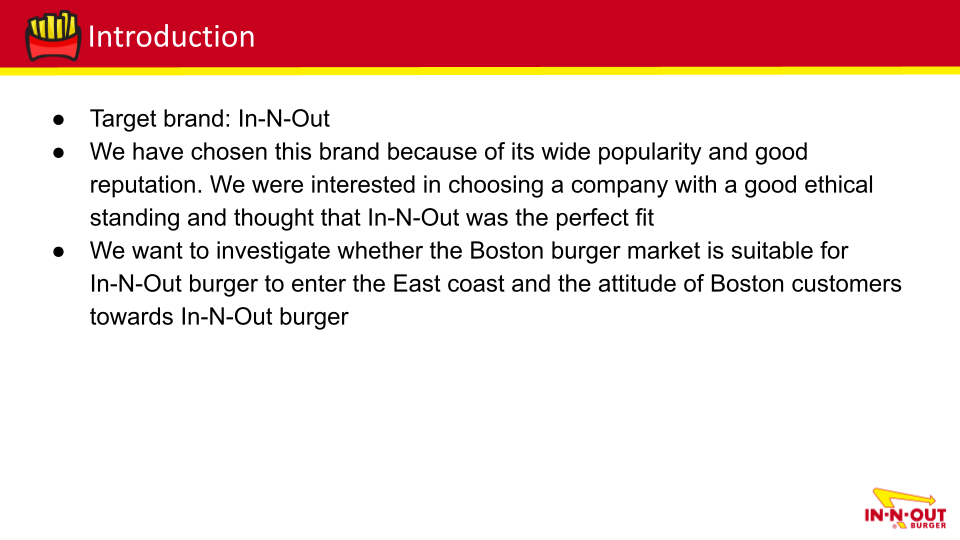 Introduction
● Target brand: In-N-Out
● We have chosen this brand because of its wide popularity and good
reputation. We were interested in choosing a company with a good ethical
standing and thought that In-N-Out was the perfect fit
● We want to investigate whether the Boston burger market is suitable for
In-N-Out burger to enter the East coast and the attitude of Boston customers
towards In-N-Out burger
IN-N-OUT
® BURGER